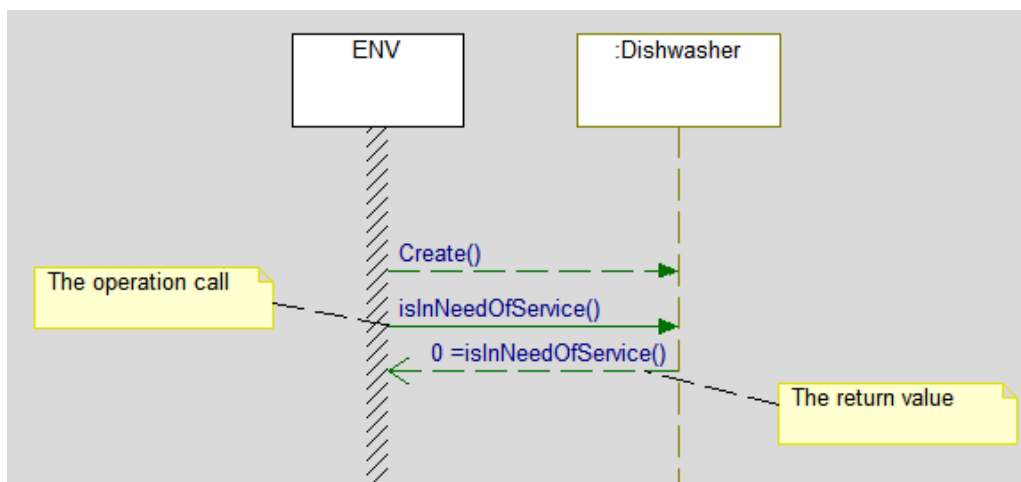 ENV
:Dishwasher
Create()
The operation call
isInNeedOfService()
0 =isInNeedOfService()
The return value